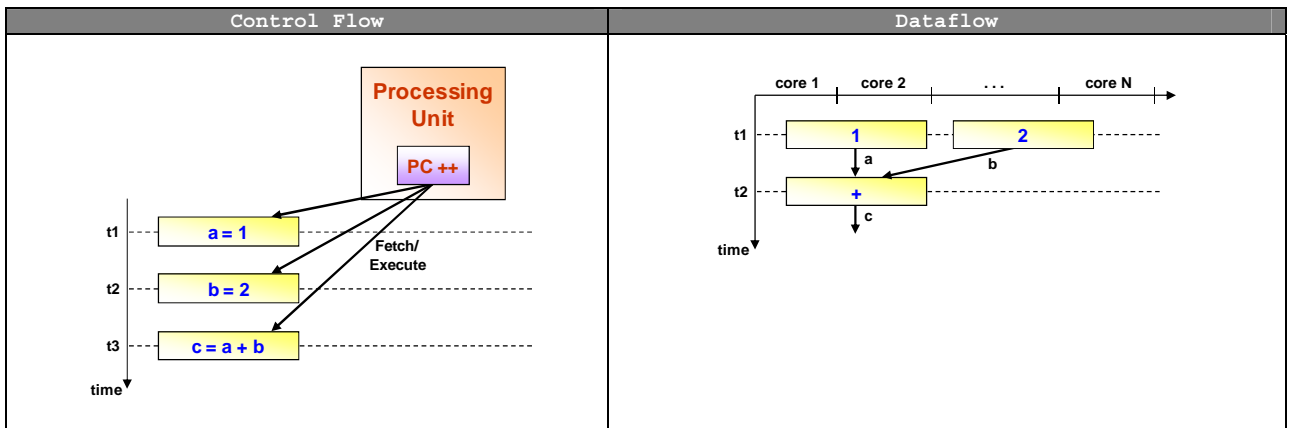 Control Flow
Dataflow
Processing
Unit
PC ++
t1
a = 1
Fetch/
Execute
t2
b = 2
t3
c = a + b
time
core 1
core 2
. . .
core N
t1
1
2
a
b
t2
+
c
time